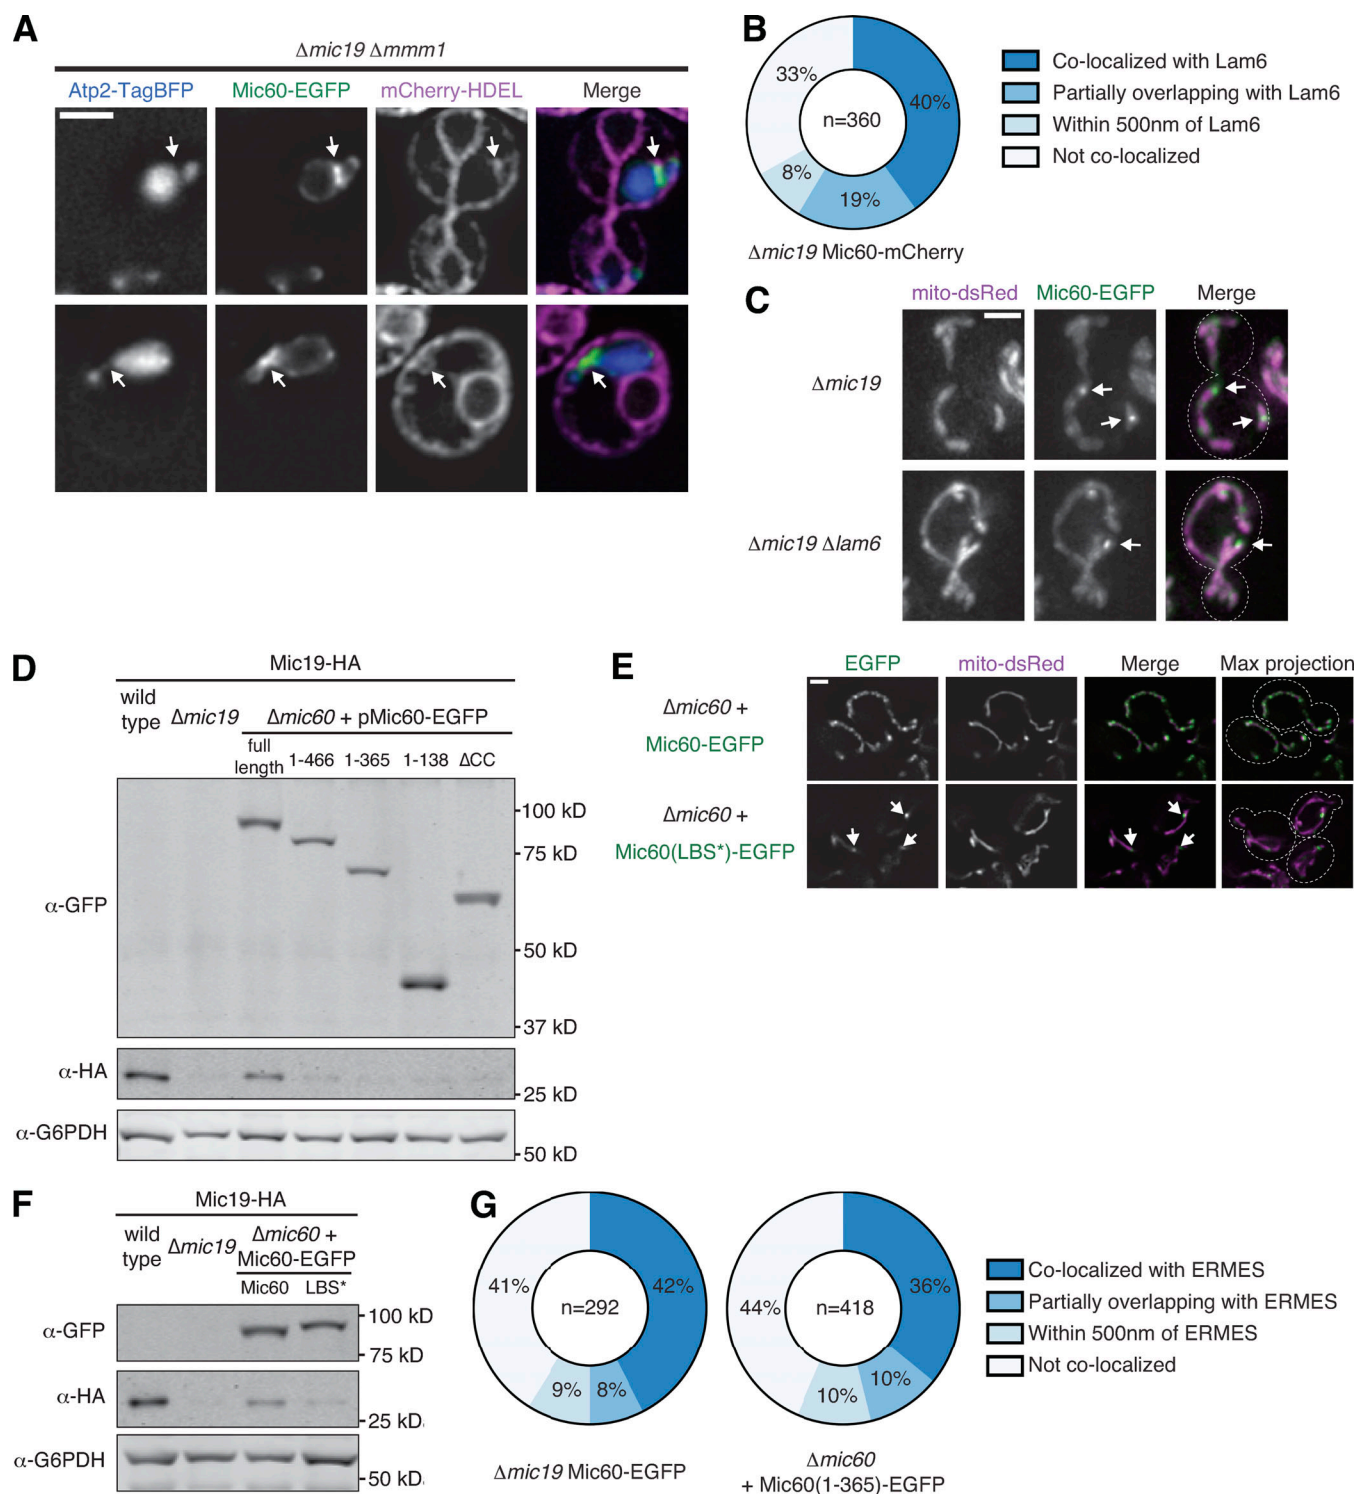 A
Δmic19 Δmmm1
Atp2-TagBFP Mic60-EGFP mCherry-HDEL Merge
B
33%
40%
n=360
8%
19%
Δmic19 Mic60-mCherry
Co-localized with Lam6
Partially overlapping with Lam6
Within 500nm of Lam6
Not co-localized
C
mito-dsRed Mic60-EGFP Merge
Δmic19
Δmic19 Δlam6
D
Mic19-HA
wild type
Δmic19
Δmic60 + pMic60-EGFP
full length
1-466 1-365 1-138 ΔCC
α-GFP
100 kD
75 kD
50 kD
37 kD
α-HA
25 kD
α-G6PDH
50 kD
E
EGFP mito-dsRed Merge Max projection
Δmic60 +
Mic60-EGFP
Δmic60 +
Mic60(LBS*)-EGFP
F
Mic19-HA
wild type
Δmic19
Δmic60 +
Mic60-EGFP
Mic60 LBS*
α-GFP
100 kD
75 kD
α-HA
25 kD
α-G6PDH
50 kD
G
41%
42%
n=292
9%
8%
Δmic19 Mic60-EGFP
44%
36%
n=418
10%
10%
Δmic60
+ Mic60(1-365)-EGFP
Co-localized with ERMES
Partially overlapping with ERMES
Within 500nm of ERMES
Not co-localized